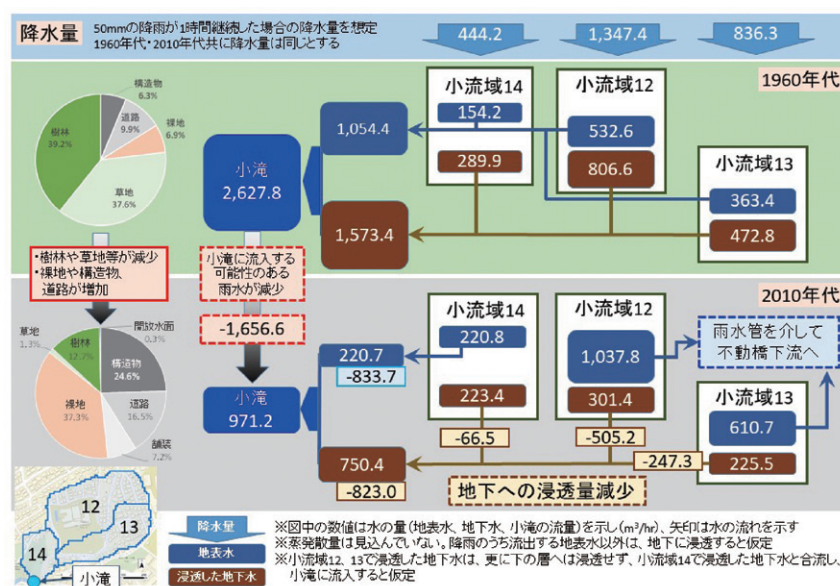 降水量
50mmの降雨が1時間継続した場合の降水量を想定
1960年代・2010年代共に降水量は同じとする
444.2
1,347.4
836.3
1960年代
構造物
6.3%
道路
9.9%
裸地
6.9%
樹林
39.2%
草地
37.6%
小滝
2,627.8
1,054.4
1,573.4
小流域14
154.2
289.9
小流域12
532.6
806.6
小流域13
363.4
472.8
・樹林や草地等が減少
・裸地や構造物、
道路が増加
小滝に流入する
可能性のある
雨水が減少
-1,656.6
2010年代
草地
1.3%
樹林
12.7%
開放水面
0.3%
構造物
24.6%
道路
16.5%
舗装
7.2%
裸地
37.3%
小滝
971.2
220.7
-833.7
750.4
-823.0
小流域14
220.8
223.4
-66.5
小流域12
1,037.8
301.4
-505.2
雨水管を介して
不動橋下流へ
小流域13
610.7
225.5
-247.3
地下への浸透量減少
12
13
14
小滝
降水量
地表水
浸透した地下水
※図中の数値は水の量(地表水、地下水、小滝の流量)を示し(m³/hr)、矢印は水の流れを示す
※蒸発散量は見込んでいない。降雨のうち流出する地表水以外は、地下に浸透すると仮定
※小流域12、13で浸透した地下水は、更に下の層へは浸透せず、小流域14で浸透した地下水と合流し、
小滝に流入すると仮定